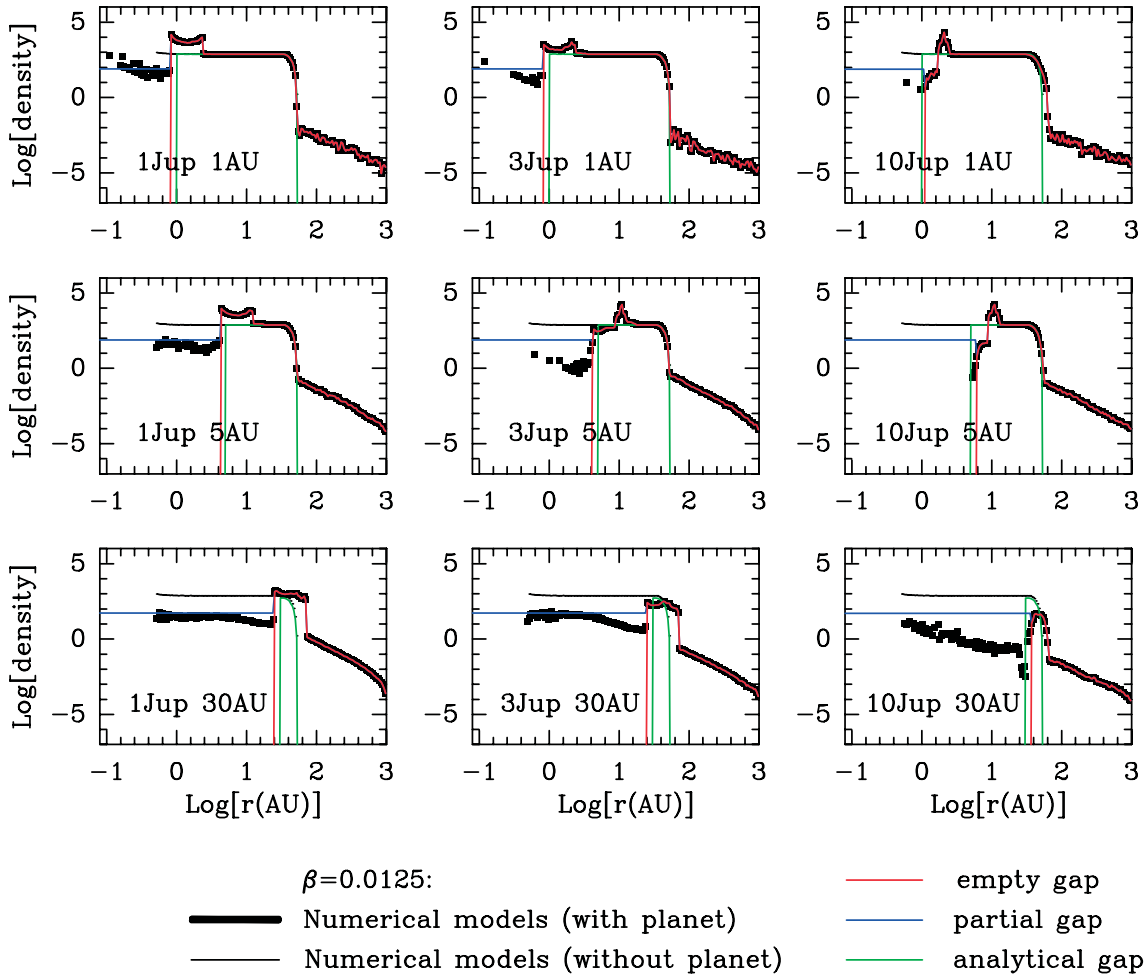 5
0
−5
Log[density]
1Jup 1AU
−1 0 1 2 3
5
0
−5
3Jup 1AU
−1 0 1 2 3
5
0
−5
10Jup 1AU
−1 0 1 2 3
5
0
−5
Log[density]
1Jup 5AU
−1 0 1 2 3
5
0
−5
3Jup 5AU
−1 0 1 2 3
5
0
−5
10Jup 5AU
−1 0 1 2 3
5
0
−5
Log[density]
1Jup 30AU
−1 0 1 2 3
Log[r(AU)]
5
0
−5
3Jup 30AU
−1 0 1 2 3
Log[r(AU)]
5
0
−5
10Jup 30AU
−1 0 1 2 3
Log[r(AU)]
β=0.0125:
Numerical models (with planet)
Numerical models (without planet)
empty gap
partial gap
analytical gap